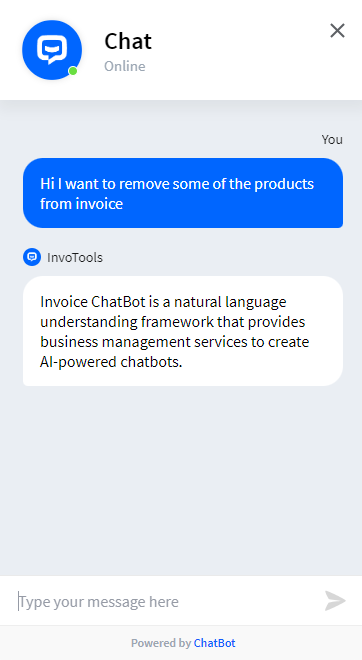 Chat
Online
You
Hi I want to remove some of the products
from invoice
InvoTools
Invoice ChatBot is a natural language
understanding framework that provides
business management services to create
AI-powered chatbots.
Type your message here
Powered by ChatBot